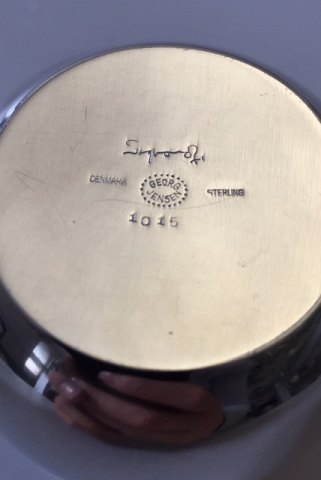 DENMARK GEORG JENSEN STERLING
1015